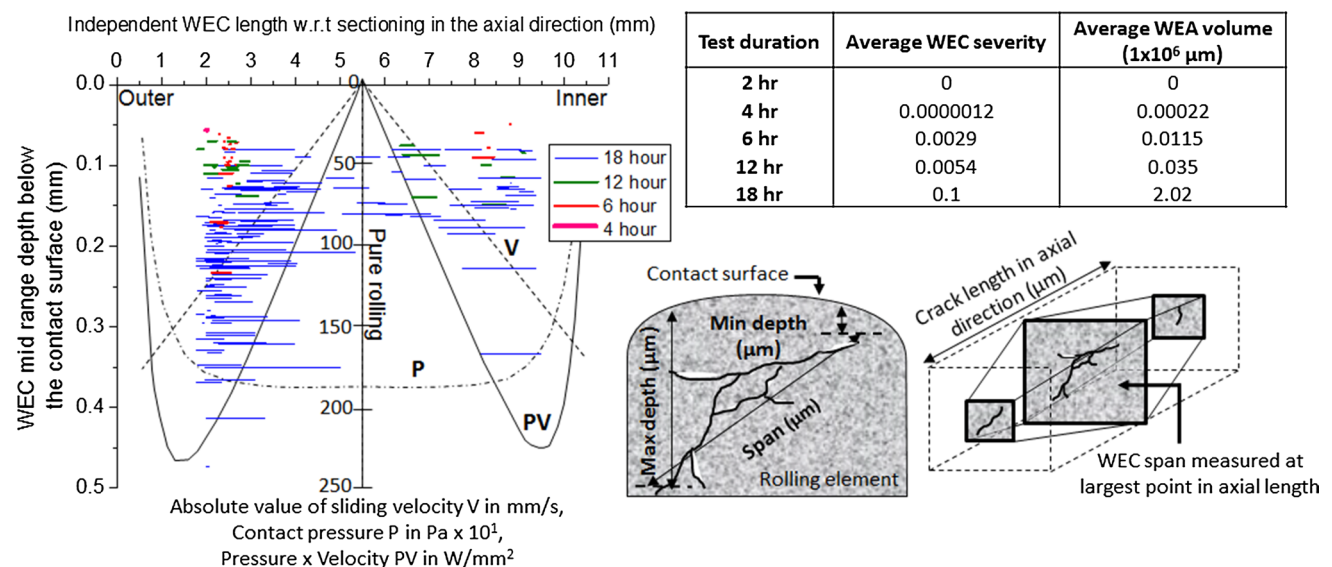 Independent WEC length w.r.t sectioning in the axial direction (mm)
0 1 2 3 4 5 6 7 8 9 10 11
WEC mid range depth below
the contact surface (mm)
0.0
0.1
0.2
0.3
0.4
0.5
Outer
Inner
0
50
100
150
200
250
Pure rolling
V
P
PV
18 hour
12 hour
6 hour
4 hour
Absolute value of sliding velocity V in mm/s,
Contact pressure P in Pa x 10¹,
Pressure x Velocity PV in W/mm²
Test duration Average WEC severity Average WEA volume
(1x10⁶ µm)
2 hr 0 0
4 hr 0.0000012 0.00022
6 hr 0.0029 0.0115
12 hr 0.0054 0.035
18 hr 0.1 2.02
Contact surface
Min depth
(µm)
Max depth (µm)
Span (µm)
Rolling element
Crack length in axial
direction (µm)
WEC span measured at
largest point in axial length